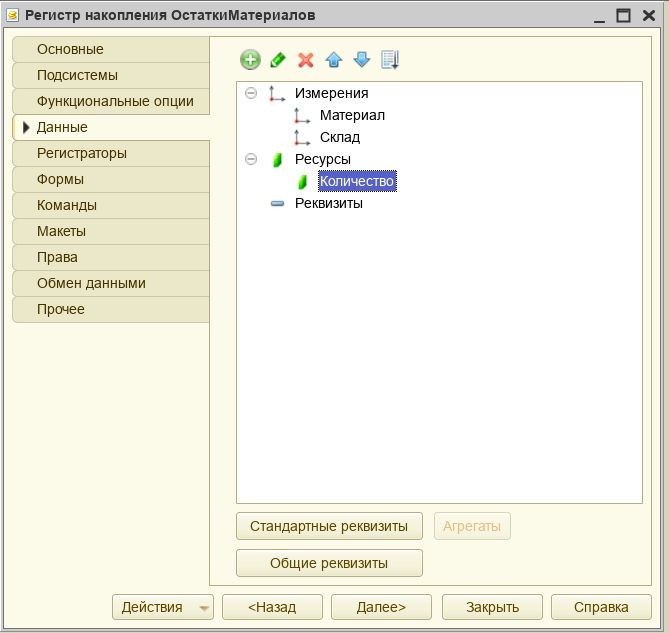 Регистр накопления ОстаткиМатериалов
Основные
Подсистемы
Функциональные опции
Данные
Регистраторы
Формы
Команды
Макеты
Права
Обмен данными
Прочее
Измерения
Материал
Склад
Ресурсы
Количество
Реквизиты
Стандартные реквизиты
Агрегаты
Общие реквизиты
Действия
<Назад
Далее>
Закрыть
Справка